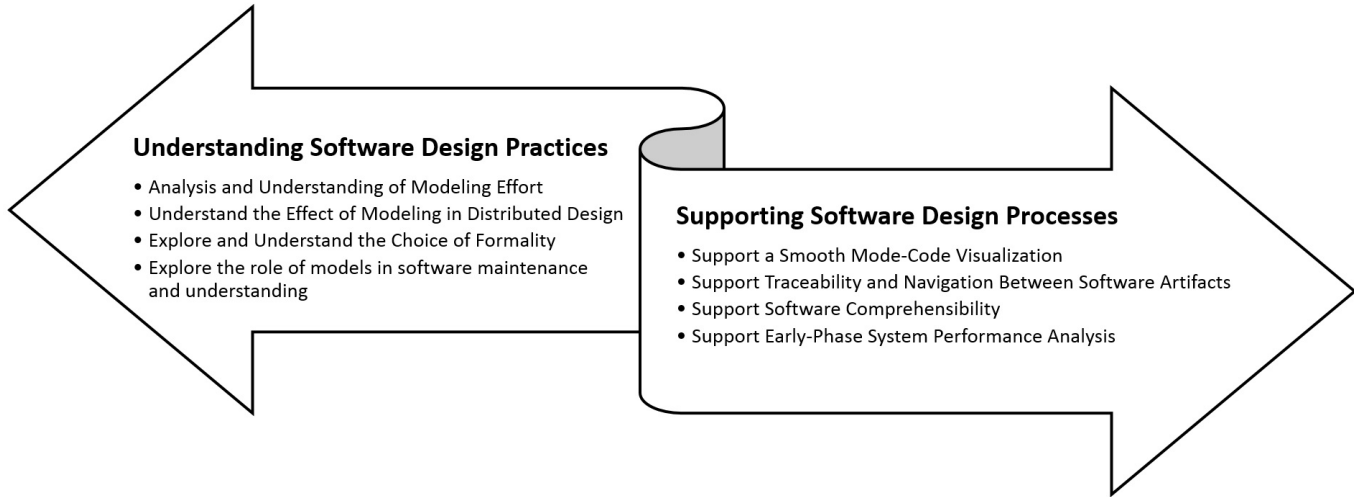 Understanding Software Design Practices
• Analysis and Understanding of Modeling Effort
• Understand the Effect of Modeling in Distributed Design
• Explore and Understand the Choice of Formality
• Explore the role of models in software maintenance
and understanding
Supporting Software Design Processes
• Support a Smooth Mode-Code Visualization
• Support Traceability and Navigation Between Software Artifacts
• Support Software Comprehensibility
• Support Early-Phase System Performance Analysis